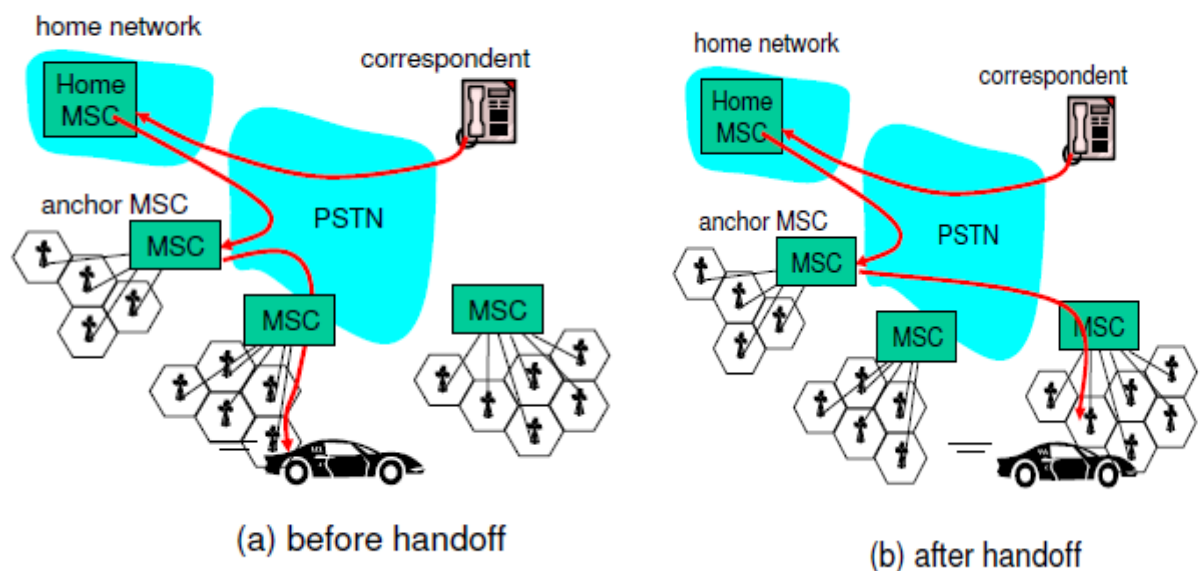 home network
correspondent
Home
MSC
anchor MSC
MSC
PSTN
MSC
MSC
(a) before handoff
home network
correspondent
Home
MSC
anchor MSC
MSC
PSTN
MSC
MSC
(b) after handoff